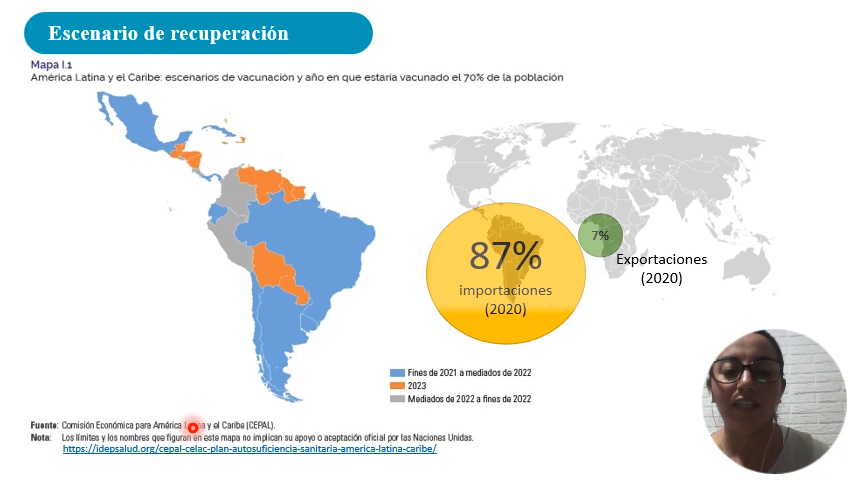 Escenario de recuperación
Mapa I.1
América Latina y el Caribe: escenarios de vacunación y año en que estaría vacunado el 70% de la población
87%
importaciones
(2020)
7%
Exportaciones
(2020)
Fines de 2021 a mediados de 2022
2023
Mediados de 2022 a fines de 2022
Fuente: Comisión Económica para América Latina y el Caribe (CEPAL).
Nota: Los límites y los nombres que figuran en este mapa no implican su apoyo o aceptación oficial por las Naciones Unidas.
https://idepsalud.org/cepal-celac-plan-autosuficiencia-sanitaria-america-latina-caribe/